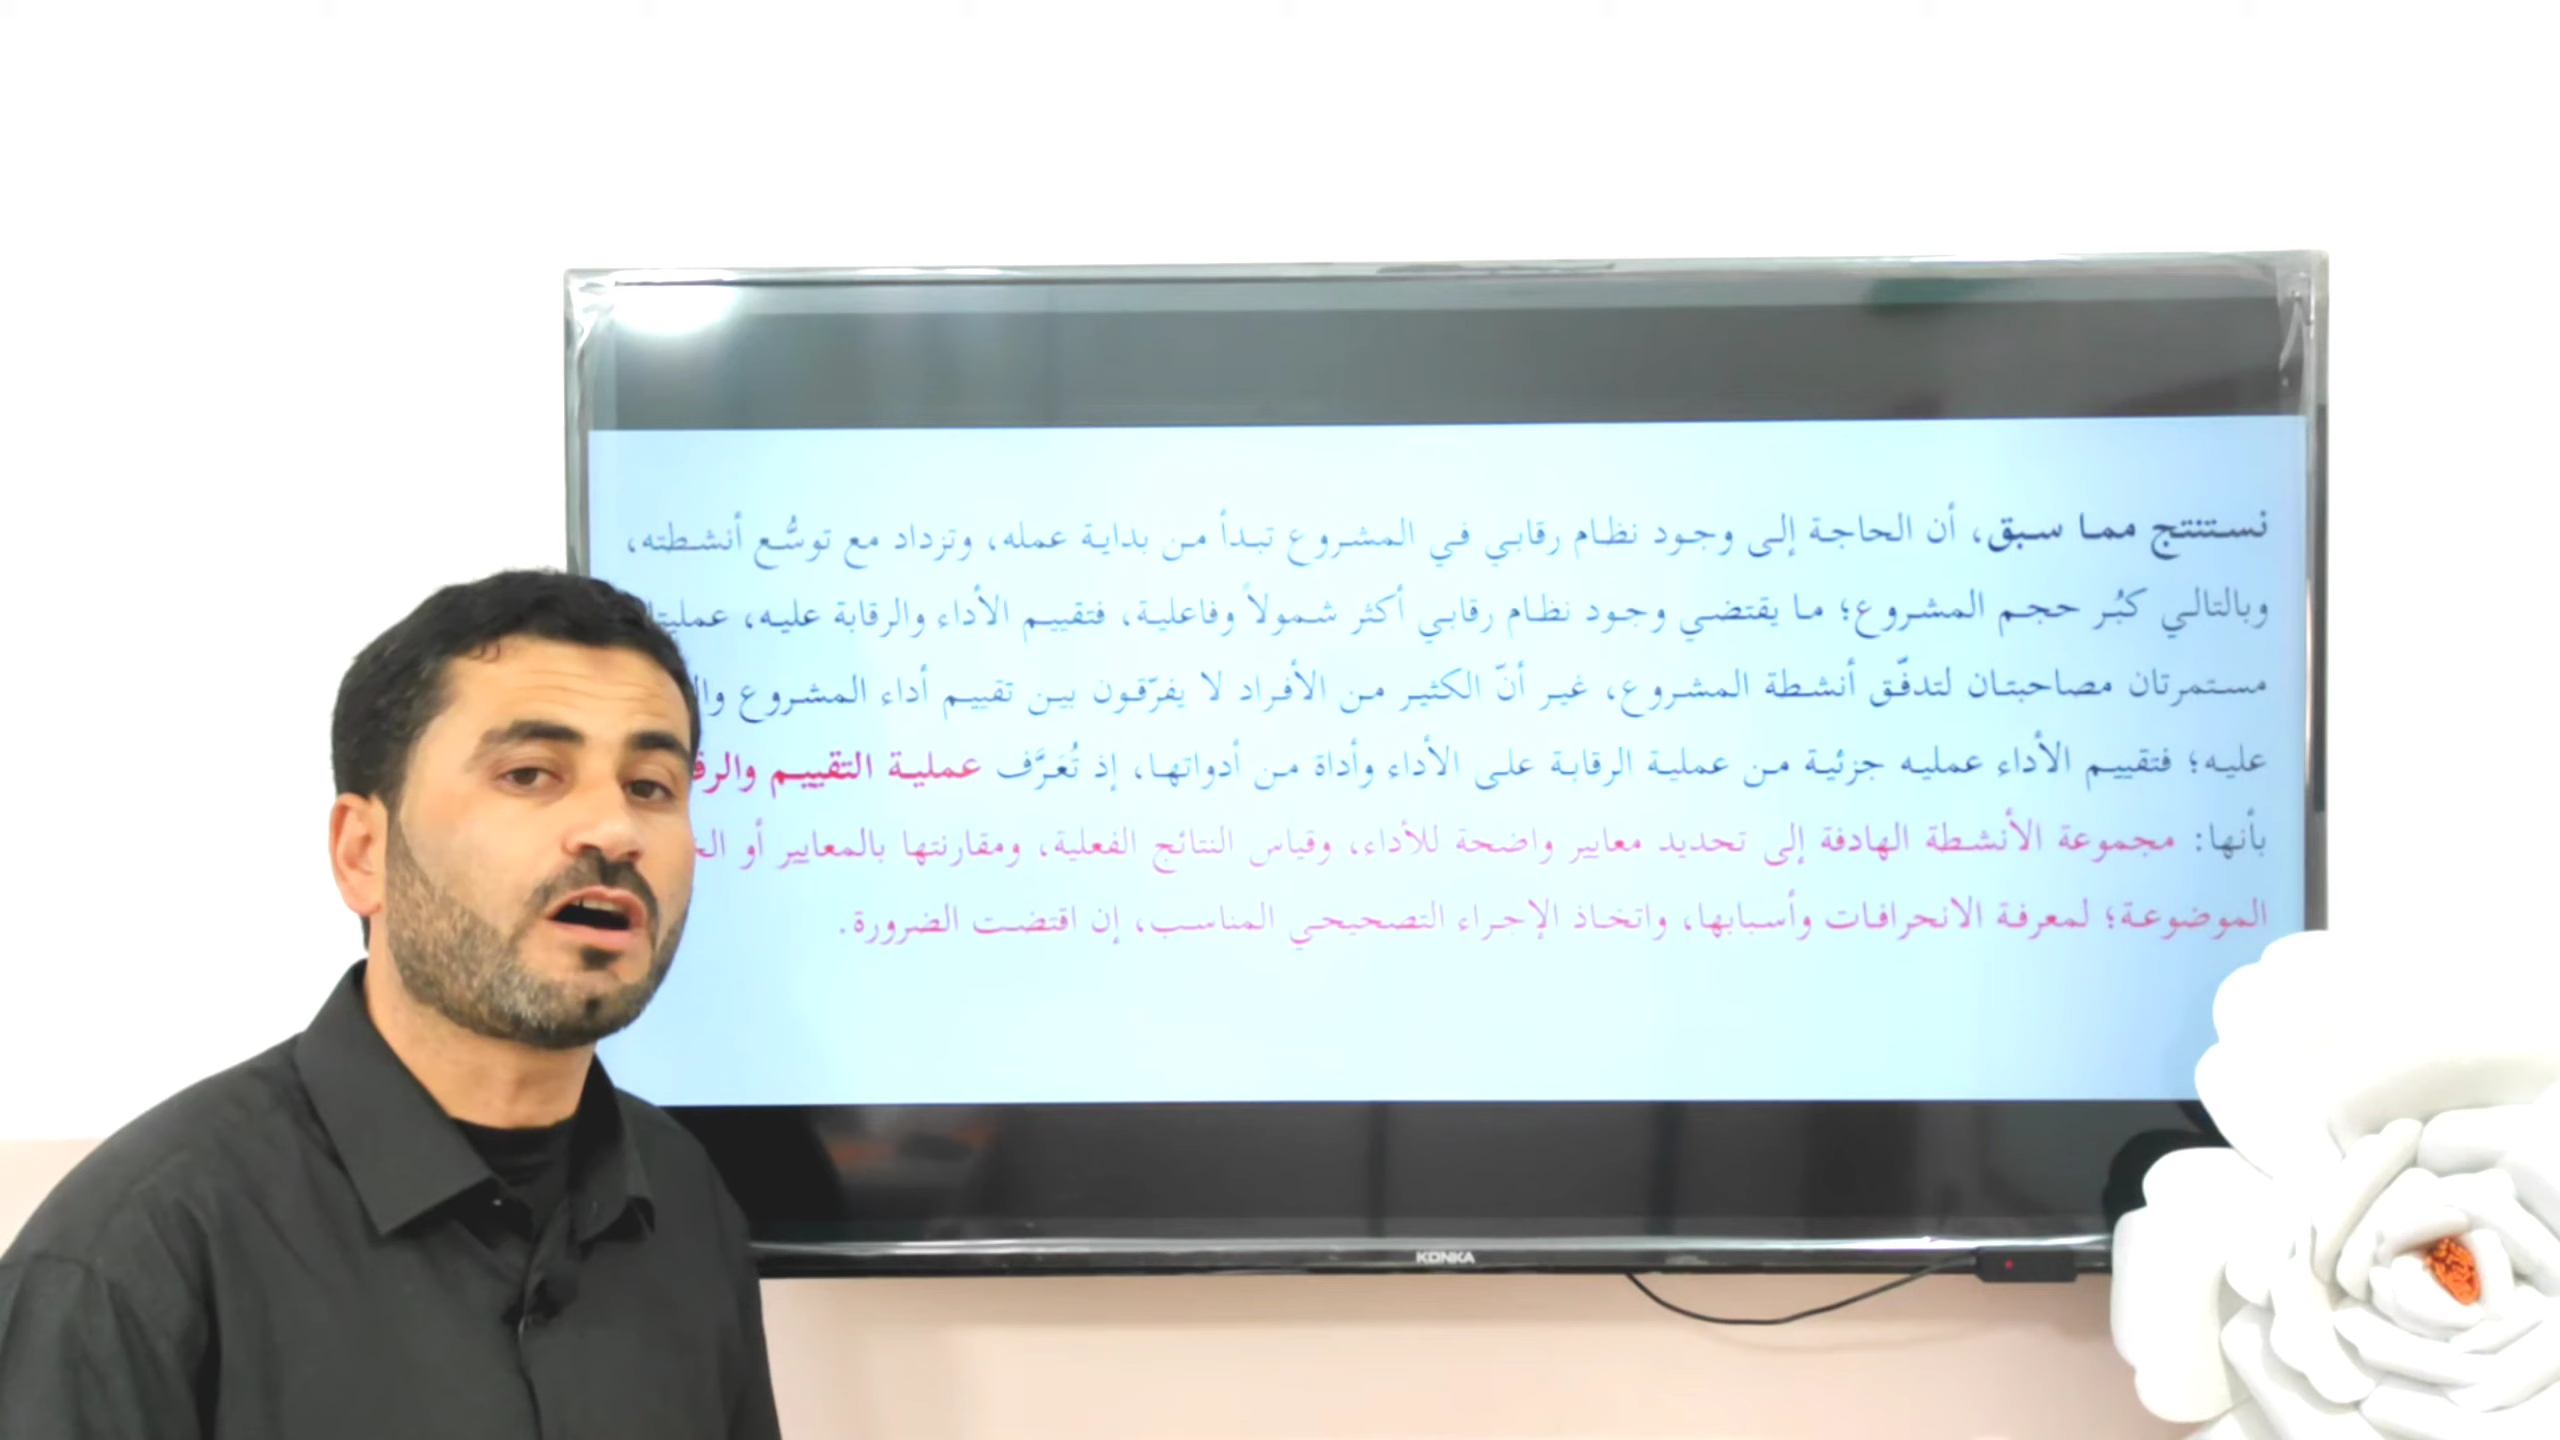 نستنتج مما سبق، أن الحاجة إلى وجود نظام رقابي في المشروع تبدأ من بداية عمله، وتزداد مع توسُّع أنشطته،
وبالتالي كبُر حجم المشروع؛ ما يقتضي وجود نظام رقابي أكثر شمولاً وفاعلية، فتقييم الأداء والرقابة عليه،
مستمرتان مصاحبتان لتدفّق أنشطة المشروع، غير أنّ الكثير من الأفراد لا يفرّقون بين تقييم أداء المشروع
عليه؛ فتقييم الأداء عمليه جزئية من عملية الرقابة على الأداء وأداة من أدواتها، إذ تُعَرَّف عملية التقييم
بأنها: مجموعة الأنشطة الهادفة إلى تحديد معايير واضحة للأداء، وقياس النتائج الفعلية، ومقارنتها بالمعايير أو
الموضوعة؛ لمعرفة الانحرافات وأسبابها، واتخاذ الإجراء التصحيحي المناسب، إن اقتضت الضرورة.
KONKA